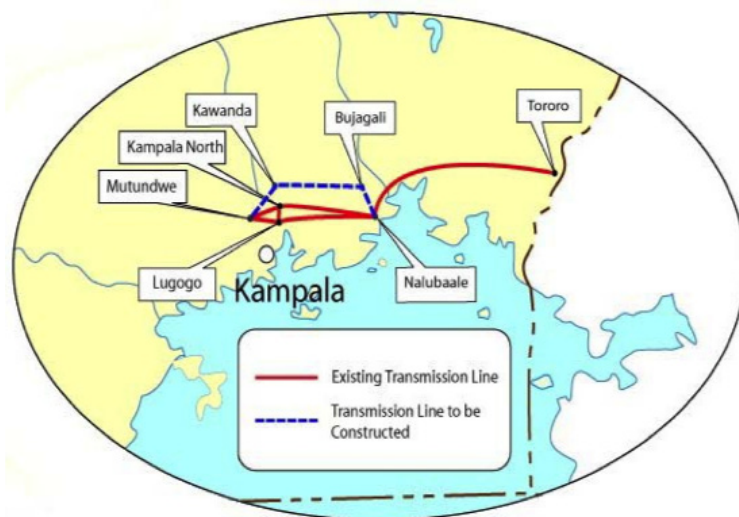 Kawanda
Bujagali
Tororo
Kampala North
Mutundwe
Lugogo
Nalubaale
Kampala
Existing Transmission Line
Transmission Line to be
Constructed